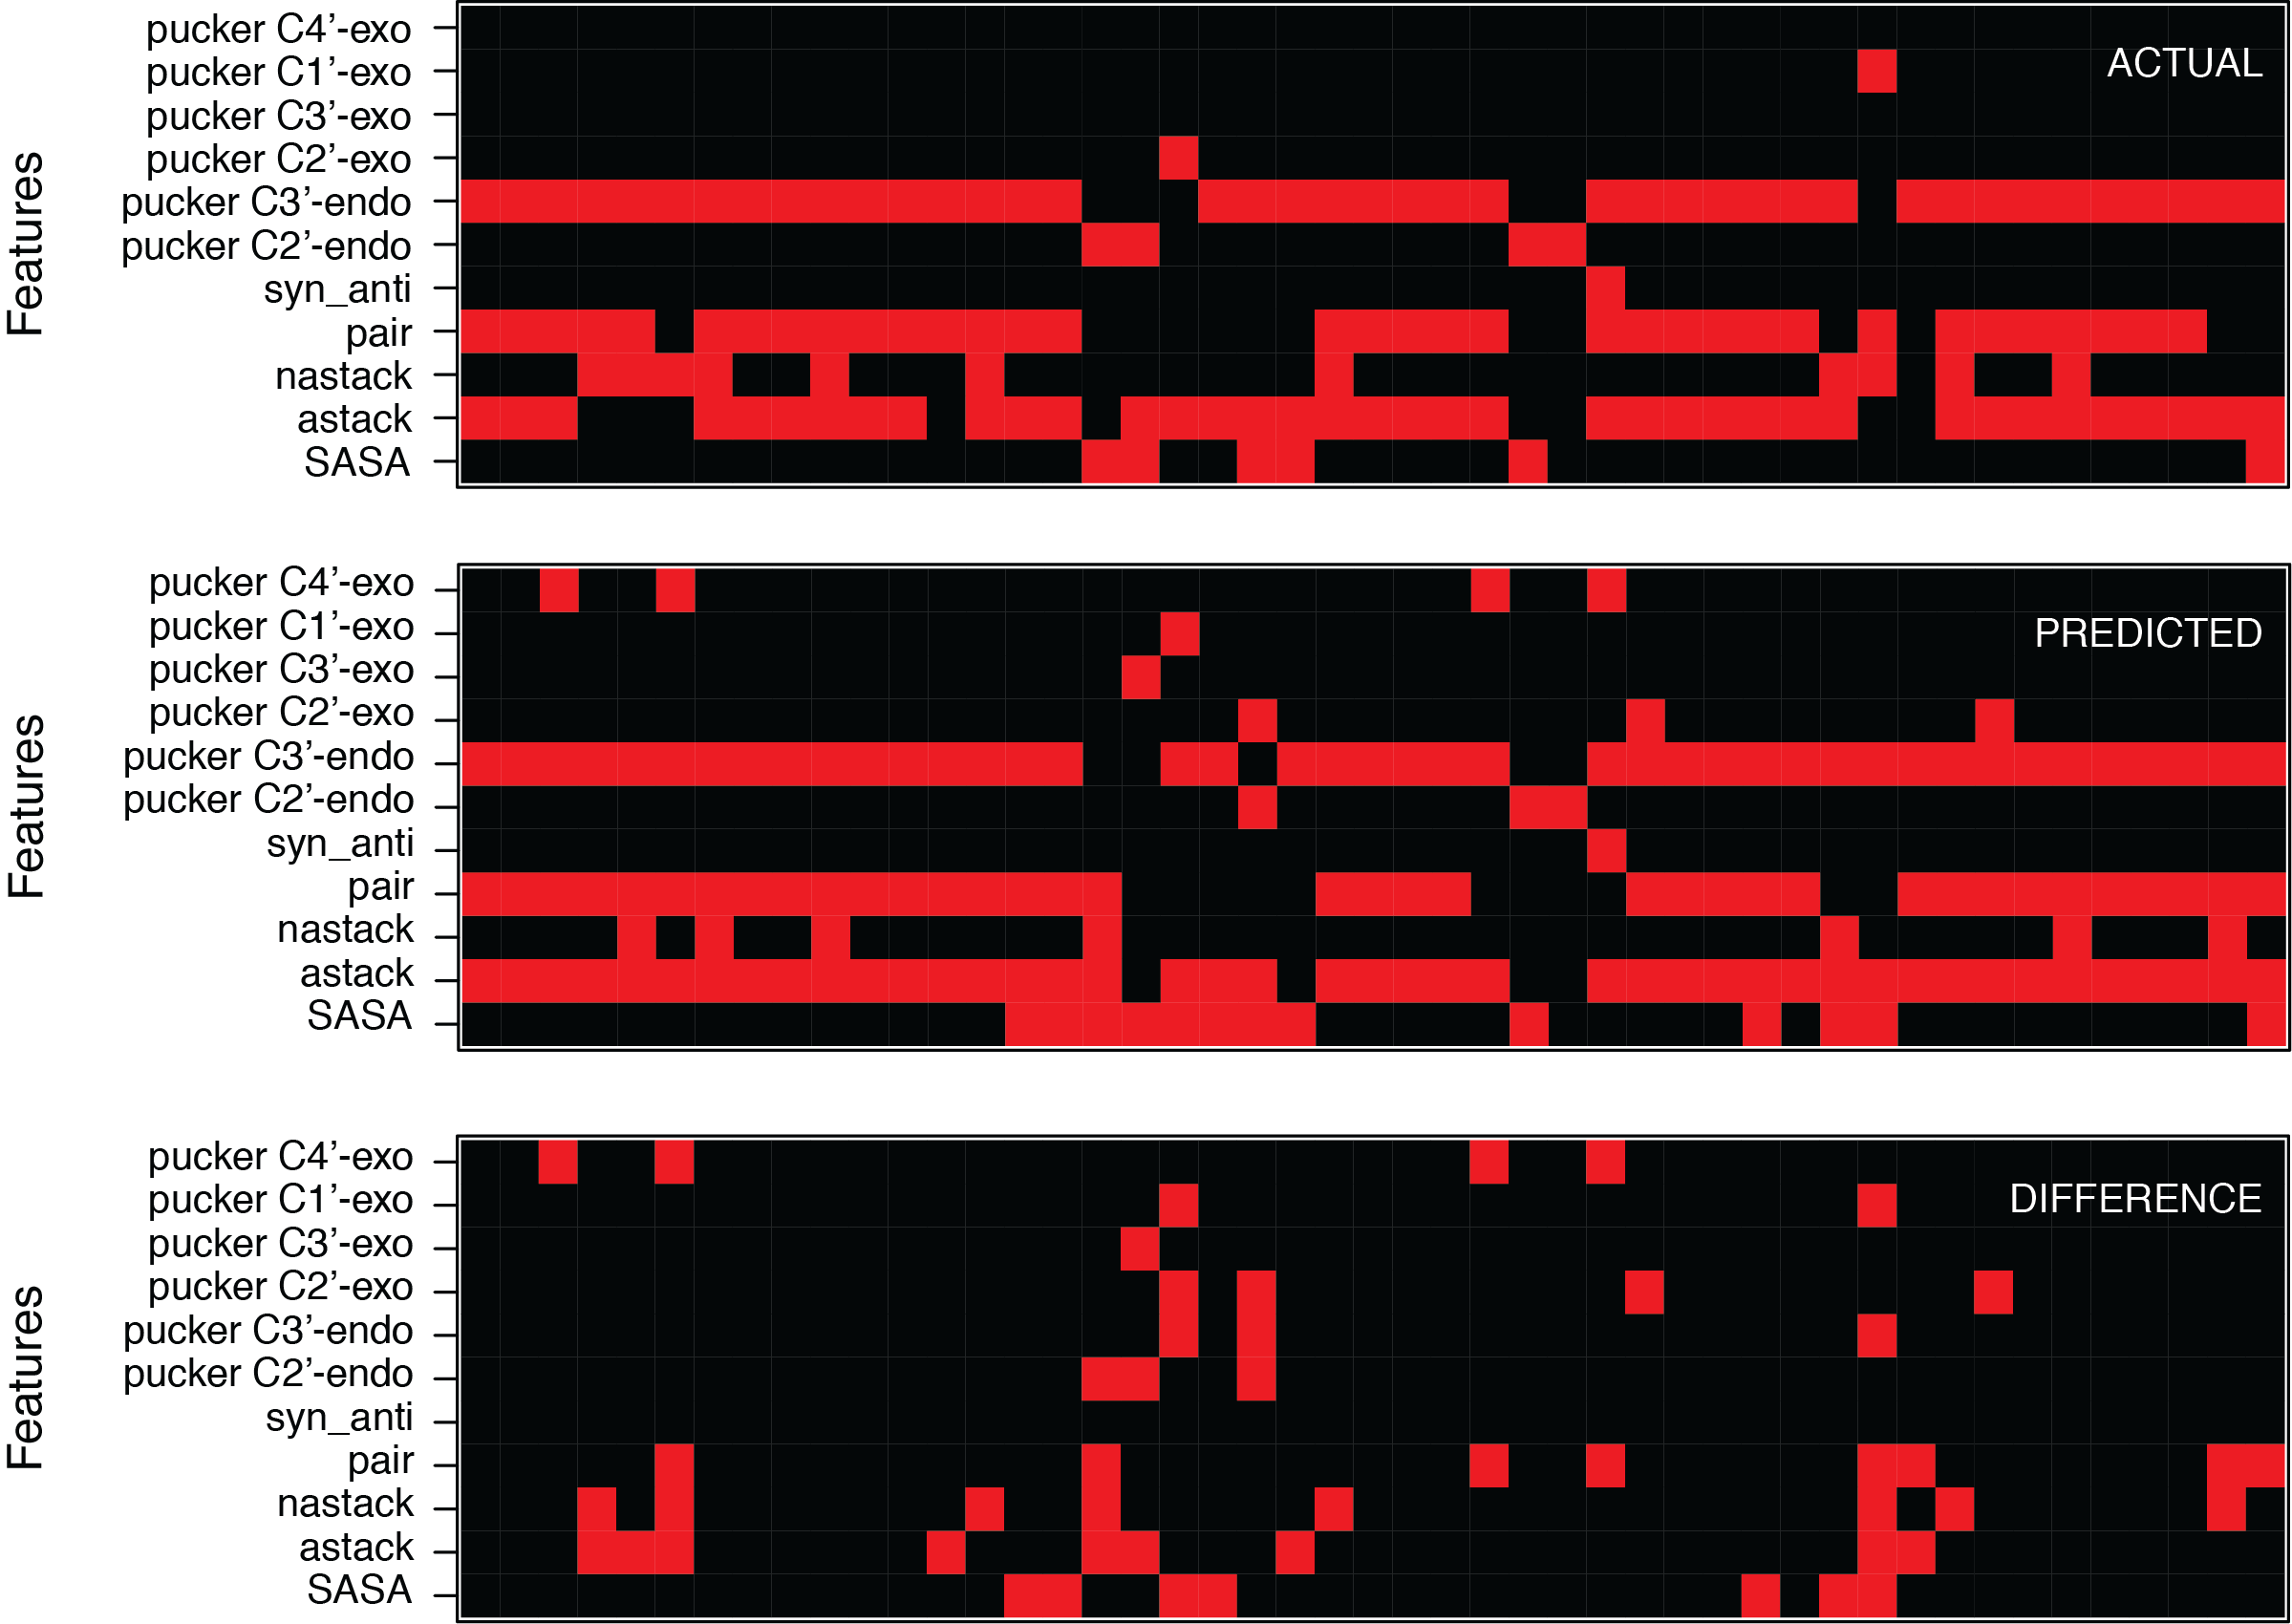 Features
pucker C4’-exo
pucker C1’-exo
pucker C3’-exo
pucker C2’-exo
pucker C3’-endo
pucker C2’-endo
syn_anti
pair
nastack
astack
SASA
ACTUAL
Features
pucker C4’-exo
pucker C1’-exo
pucker C3’-exo
pucker C2’-exo
pucker C3’-endo
pucker C2’-endo
syn_anti
pair
nastack
astack
SASA
PREDICTED
Features
pucker C4’-exo
pucker C1’-exo
pucker C3’-exo
pucker C2’-exo
pucker C3’-endo
pucker C2’-endo
syn_anti
pair
nastack
astack
SASA
DIFFERENCE